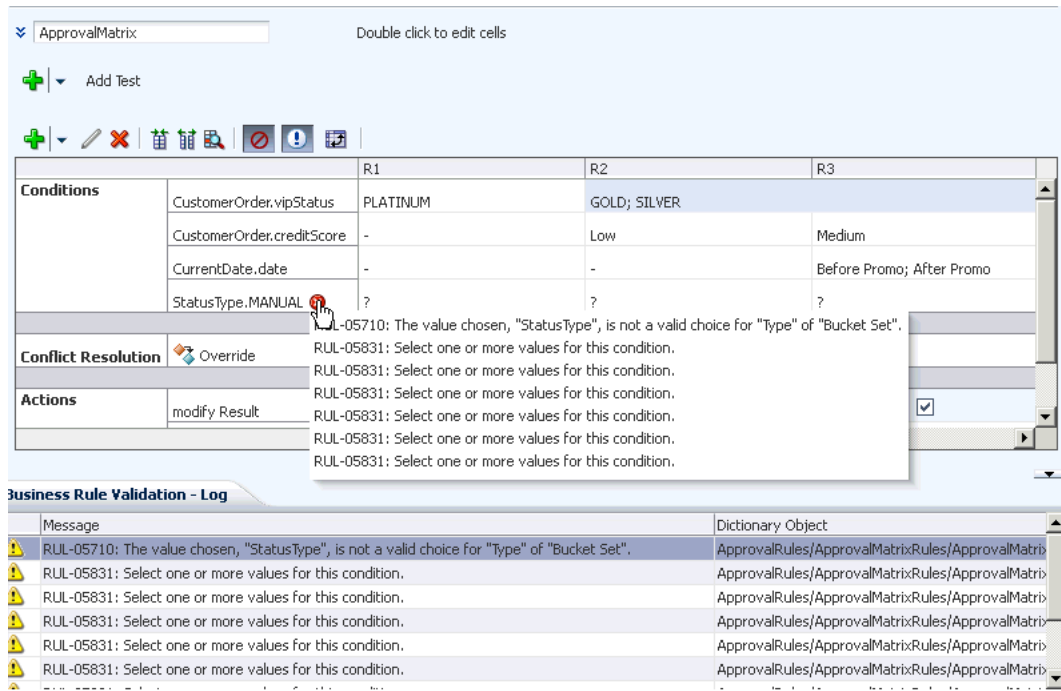 ApprovalMatrix Double click to edit cells
Add Test
R1 R2 R3
Conditions
CustomerOrder.vipStatus PLATINUM GOLD; SILVER
CustomerOrder.creditScore - Low Medium
CurrentDate.date - - Before Promo; After Promo
StatusType.MANUAL ? ? ?
RUL-05710: The value chosen, "StatusType", is not a valid choice for "Type" of "Bucket Set".
RUL-05831: Select one or more values for this condition.
Conflict Resolution Override
RUL-05831: Select one or more values for this condition.
RUL-05831: Select one or more values for this condition.
Actions
modify Result
RUL-05831: Select one or more values for this condition.
RUL-05831: Select one or more values for this condition.
RUL-05831: Select one or more values for this condition.
Business Rule Validation - Log
Message Dictionary Object
RUL-05710: The value chosen, "StatusType", is not a valid choice for "Type" of "Bucket Set". ApprovalRules/ApprovalMatrixRules/ApprovalMatrix
RUL-05831: Select one or more values for this condition. ApprovalRules/ApprovalMatrixRules/ApprovalMatrix
RUL-05831: Select one or more values for this condition. ApprovalRules/ApprovalMatrixRules/ApprovalMatrix
RUL-05831: Select one or more values for this condition. ApprovalRules/ApprovalMatrixRules/ApprovalMatrix
RUL-05831: Select one or more values for this condition. ApprovalRules/ApprovalMatrixRules/ApprovalMatrix
RUL-05831: Select one or more values for this condition. ApprovalRules/ApprovalMatrixRules/ApprovalMatrix